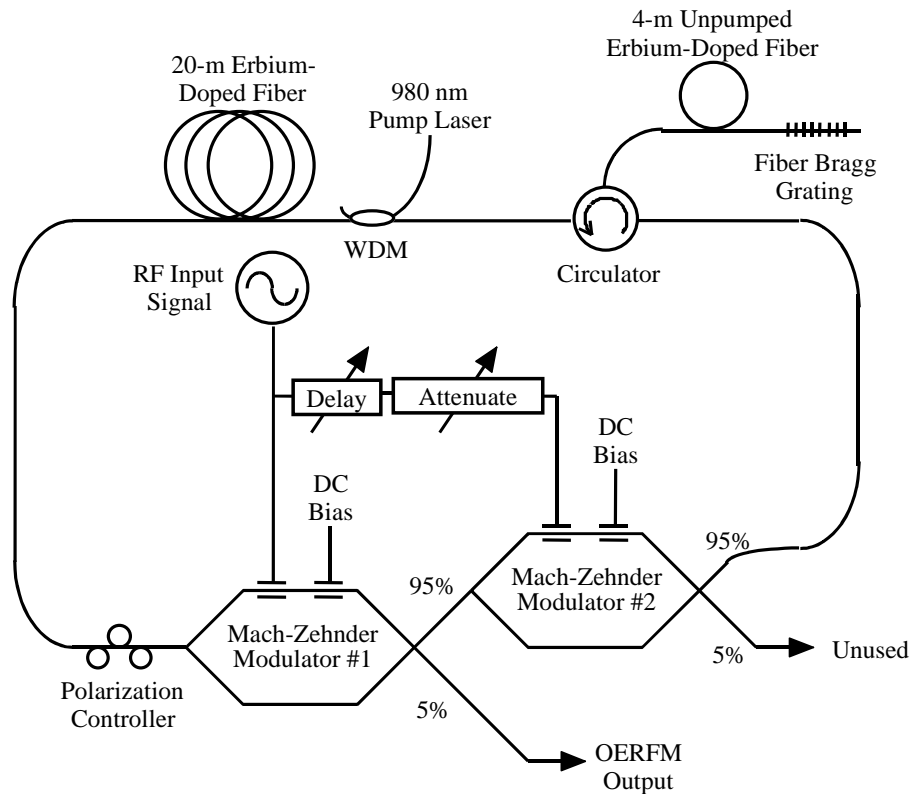 4-m Unpumped
Erbium-Doped Fiber
20-m Erbium-
Doped Fiber
980 nm
Pump Laser
Fiber Bragg
Grating
WDM
Circulator
RF Input
Signal
Delay
Attenuate
DC
Bias
DC
Bias
95%
95%
Mach-Zehnder
Modulator #2
Mach-Zehnder
Modulator #1
5%
Unused
Polarization
Controller
5%
OERFM
Output